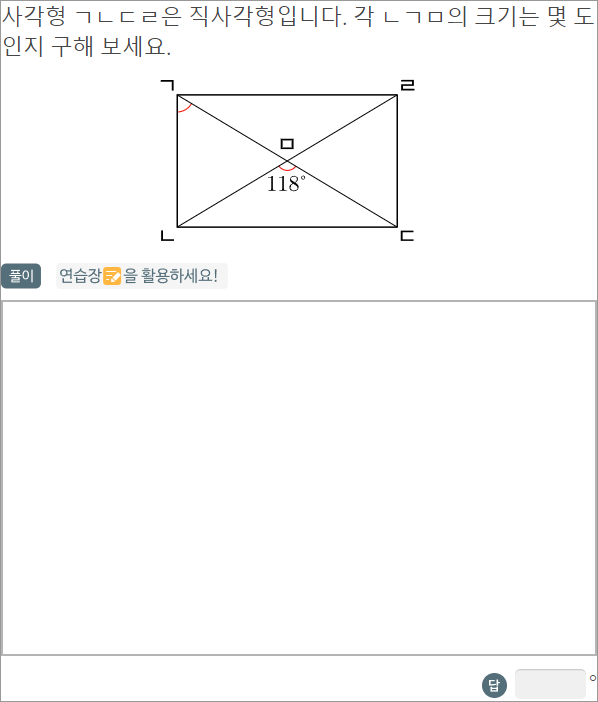 사각형 ㄱㄴㄷㄹ은 직사각형입니다. 각 ㄴㄱㅁ의 크기는 몇 도
인지 구해 보세요.
ㄱ
ㄹ
ㅁ
118°
ㄴ
ㄷ
풀이 연습장을 활용하세요!
답 °